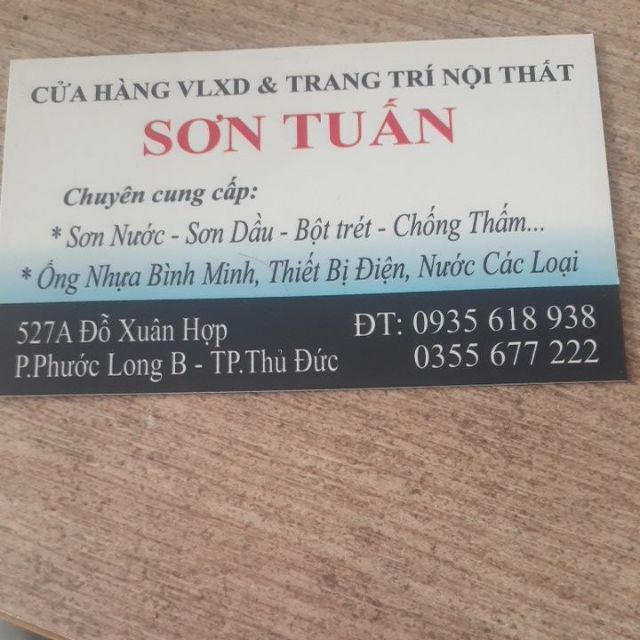 CỬA HÀNG VLXD & TRANG TRÍ NỘI THẤT
SƠN TUẤN
Chuyên cung cấp:
* Sơn Nước - Sơn Dầu - Bột trét - Chống Thấm...
* Ống Nhựa Bình Minh, Thiết Bị Điện, Nước Các Loại
527A Đỗ Xuân Hợp
P.Phước Long B - TP.Thủ Đức
ĐT: 0935 618 938
0355 677 222